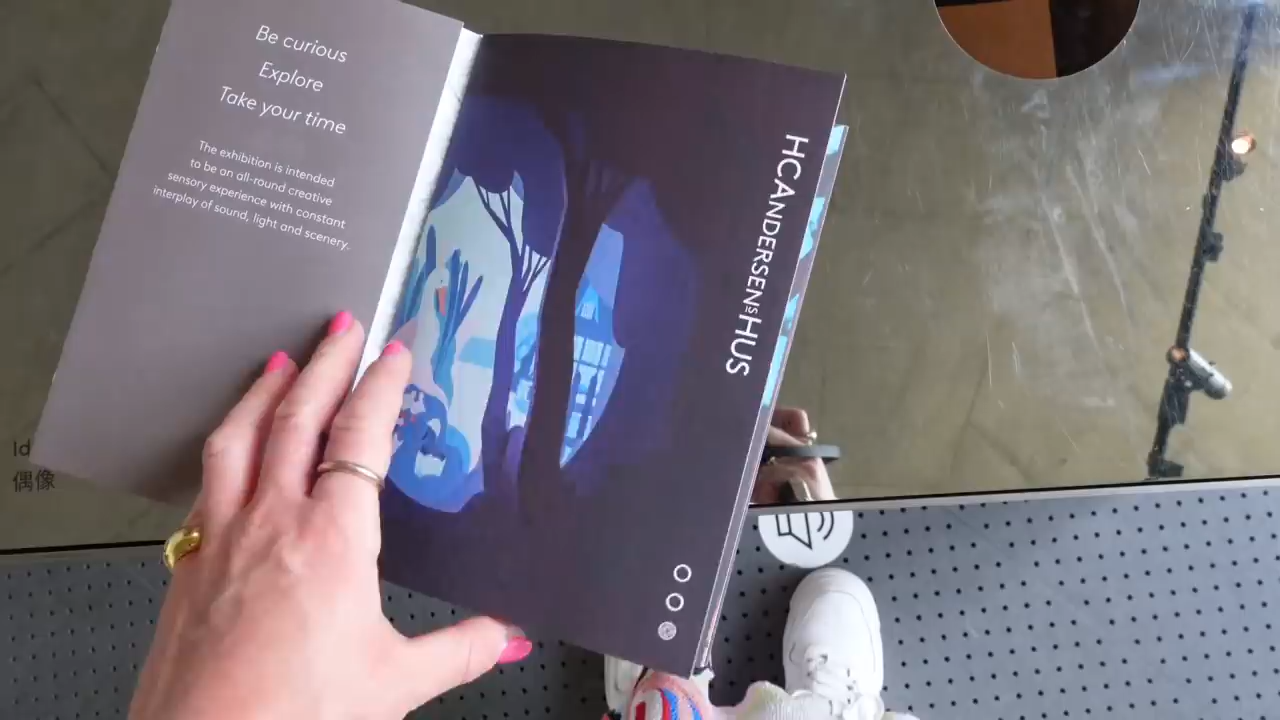 Be curious
Explore
Take your time
The exhibition is intended
to be an all-round creative
sensory experience with constant
interplay of sound, light and scenery.
HCANDERSENsHUS
Id
偶像